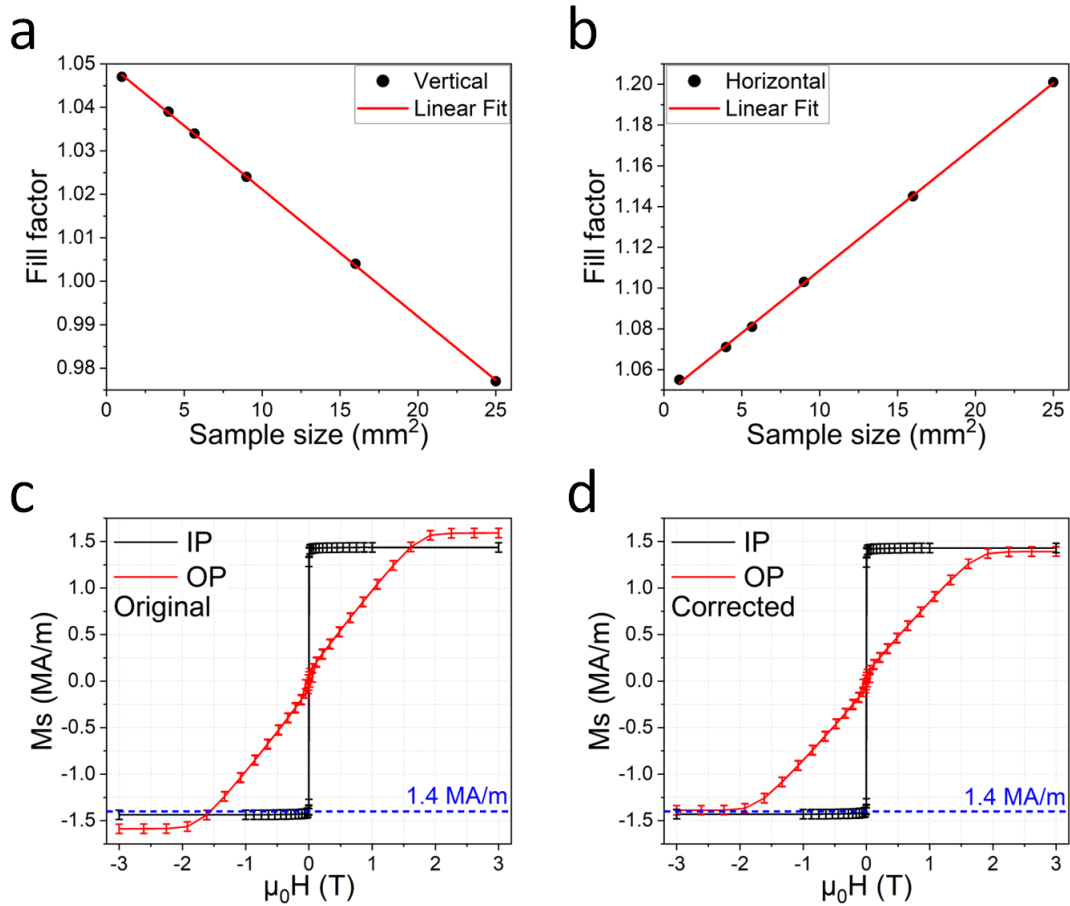 a
1.05
1.04
1.03
1.02
1.01
1.00
0.99
0.98
Fill factor
Vertical
Linear Fit
0 5 10 15 20 25
Sample size (mm²)
b
1.20
1.18
1.16
1.14
1.12
1.10
1.08
1.06
Fill factor
Horizontal
Linear Fit
0 5 10 15 20 25
Sample size (mm²)
c
1.5
1.0
0.5
0.0
-0.5
-1.0
-1.5
Ms (MA/m)
IP
OP
Original
1.4 MA/m
-3 -2 -1 0 1 2 3
μ₀H (T)
d
1.5
1.0
0.5
0.0
-0.5
-1.0
-1.5
Ms (MA/m)
IP
OP
Corrected
1.4 MA/m
-3 -2 -1 0 1 2 3
μ₀H (T)